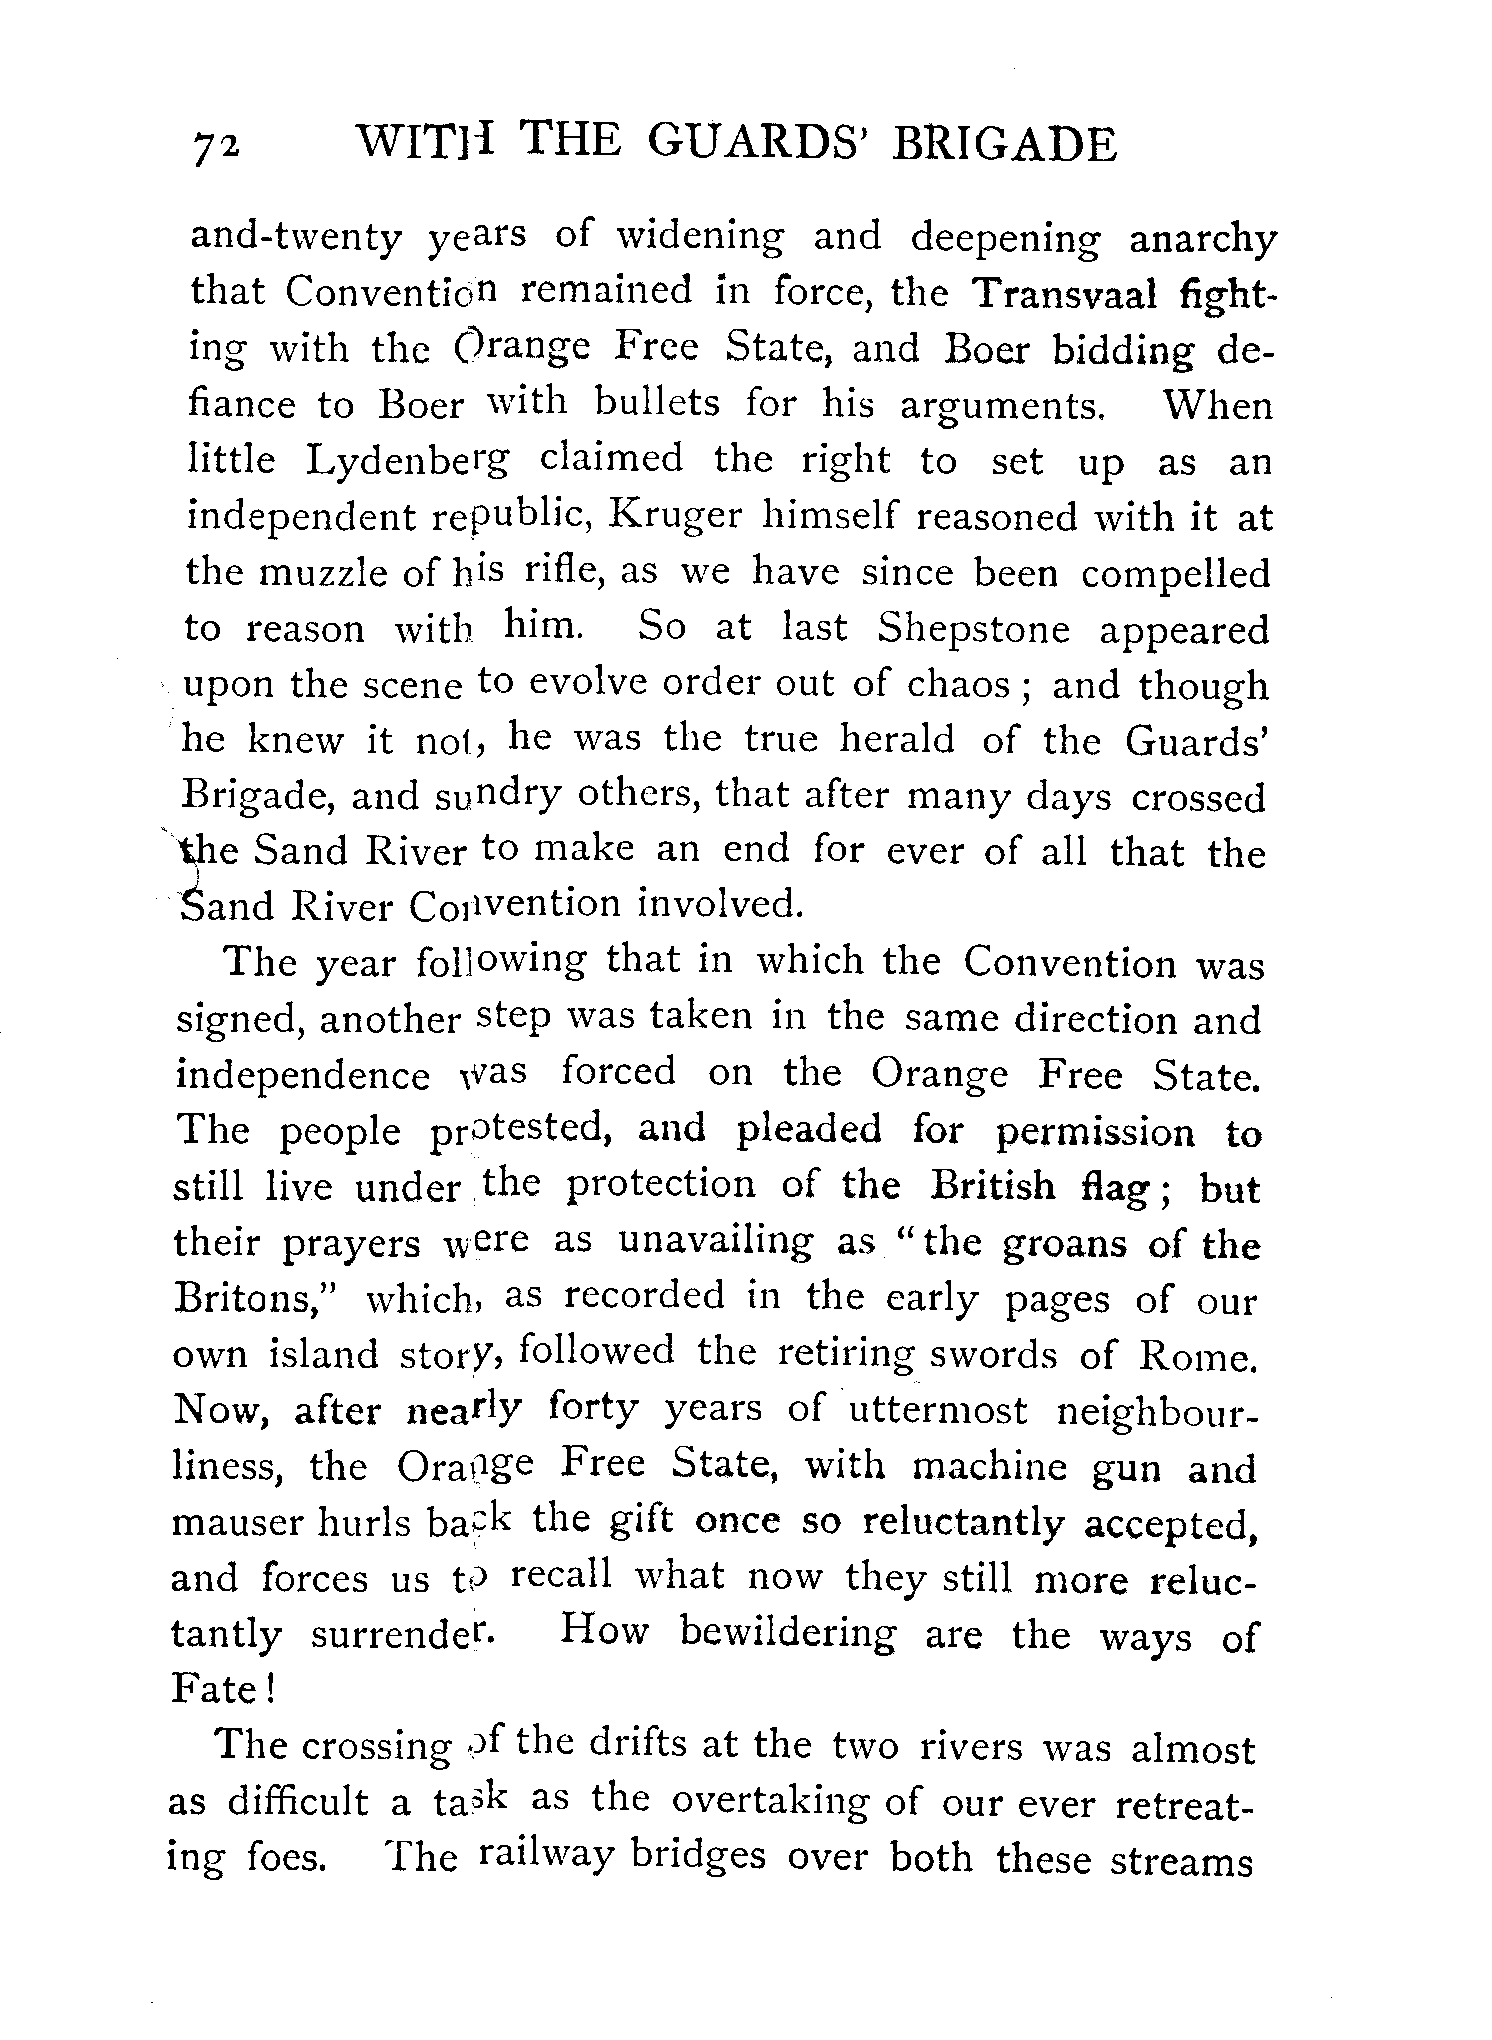 72 WITH THE GUARDS' BRIGADE
and-twenty years of widening and deepening anarchy
that Convention remained in force, the Transvaal fight-
ing with the Orange Free State, and Boer bidding de-
fiance to Boer with bullets for his arguments. When
little Lydenberg claimed the right to set up as an
independent republic, Kruger himself reasoned with it at
the muzzle of his rifle, as we have since been compelled
to reason with him. So at last Shepstone appeared
upon the scene to evolve order out of chaos ; and though
he knew it not, he was the true herald of the Guards'
Brigade, and sundry others, that after many days crossed
the Sand River to make an end for ever of all that the
Sand River Convention involved.
The year following that in which the Convention was
signed, another step was taken in the same direction and
independence was forced on the Orange Free State.
The people protested, and pleaded for permission to
still live under the protection of the British flag ; but
their prayers were as unavailing as "the groans of the
Britons," which, as recorded in the early pages of our
own island story, followed the retiring swords of Rome.
Now, after nearly forty years of uttermost neighbour-
liness, the Orange Free State, with machine gun and
mauser hurls back the gift once so reluctantly accepted,
and forces us to recall what now they still more reluc-
tantly surrender. How bewildering are the ways of
Fate !
The crossing of the drifts at the two rivers was almost
as difficult a task as the overtaking of our ever retreat-
ing foes. The railway bridges over both these streams